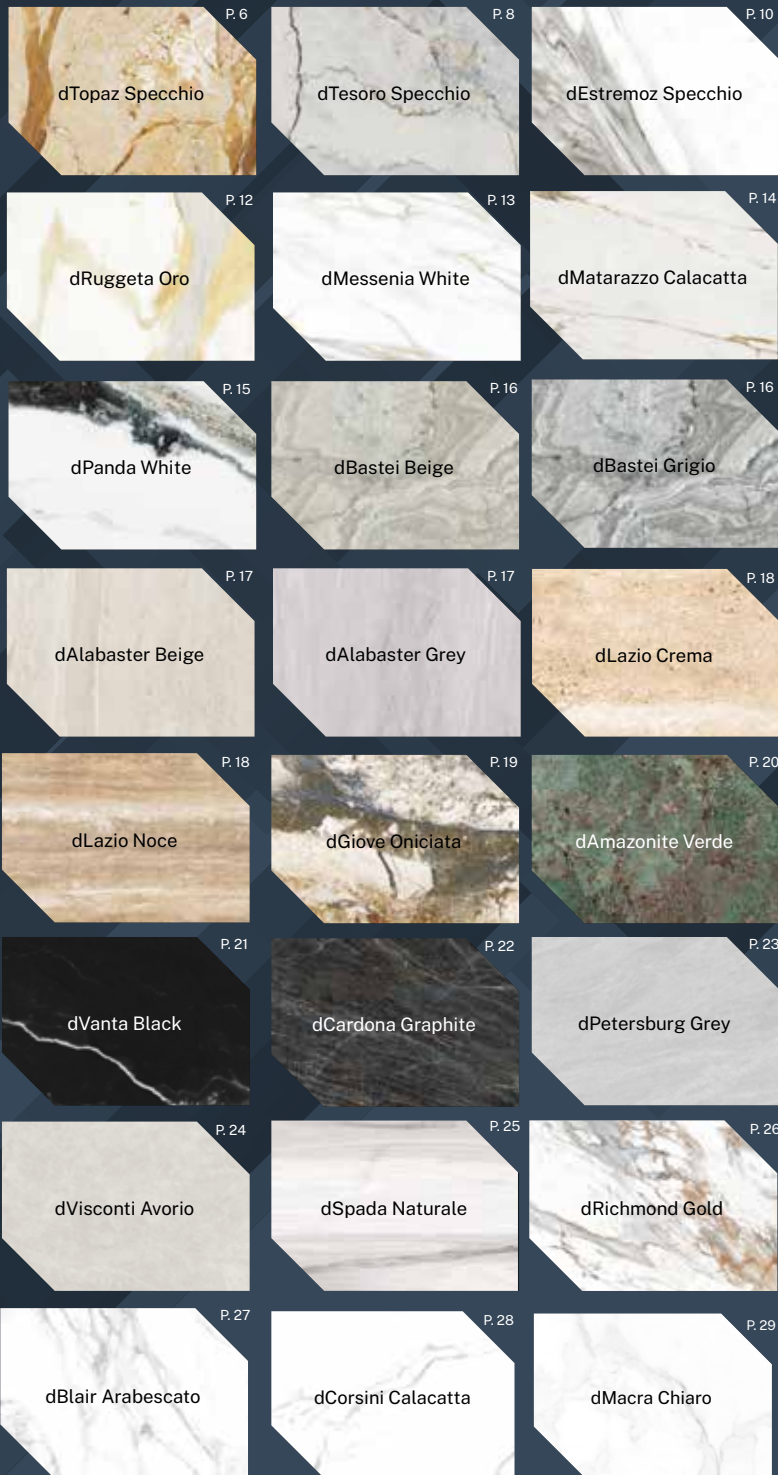 P. 6
dTopaz Specchio
P. 8
dTesoro Specchio
P. 10
dEstremoz Specchio
P. 12
dRuggeta Oro
P. 13
dMessenia White
P. 14
dMatarazzo Calacatta
P. 15
dPanda White
P. 16
dBastei Beige
P. 16
dBastei Grigio
P. 17
dAlabaster Beige
P. 17
dAlabaster Grey
P. 18
dLazio Crema
P. 18
dLazio Noce
P. 19
dGiove Oniciata
P. 20
dAmazonite Verde
P. 21
dVanta Black
P. 22
dCardona Graphite
P. 23
dPetersburg Grey
P. 24
dVisconti Avorio
P. 25
dSpada Naturale
P. 26
dRichmond Gold
P. 27
dBlair Arabescato
P. 28
dCorsini Calacatta
P. 29
dMacra Chiaro